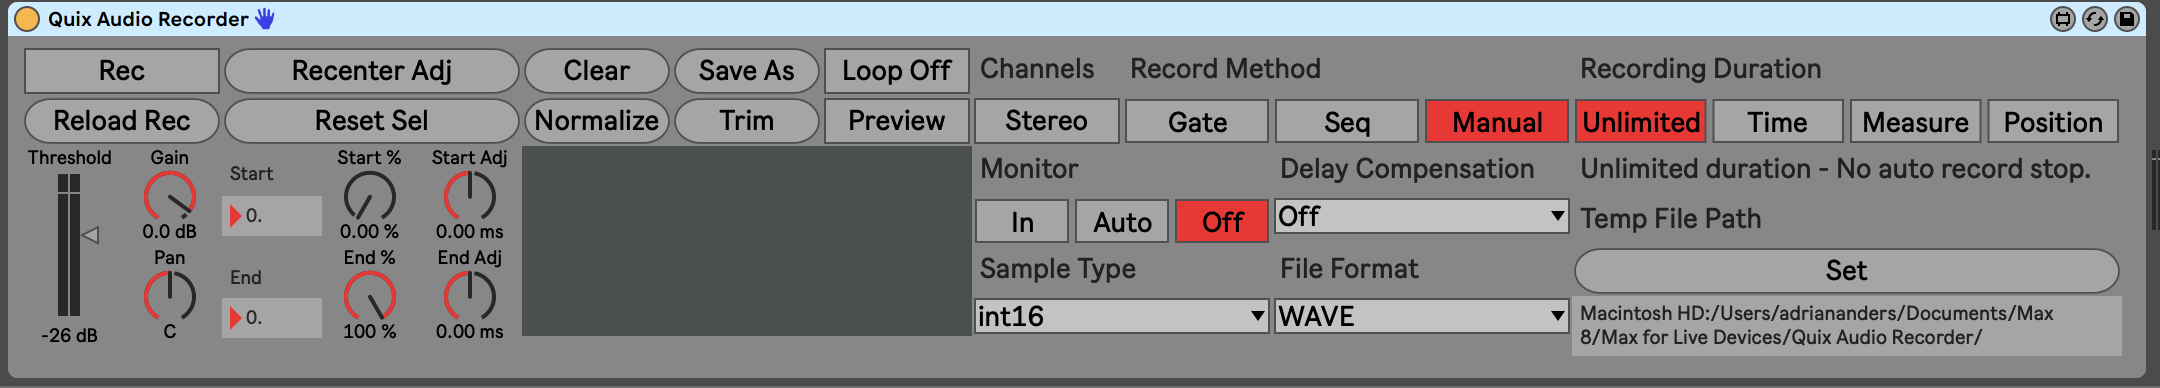 Quix Audio Recorder
Rec Recenter Adj Clear Save As Loop Off Channels Record Method Recording Duration
Reload Rec Reset Sel Normalize Trim Preview Stereo Gate Seq Manual Unlimited Time Measure Position
Threshold Gain Start Start % Start Adj Monitor Delay Compensation Unlimited duration - No auto record stop.
0.0 dB 0. 0.00 % 0.00 ms In Auto Off Off Temp File Path
Pan End End % End Adj Sample Type File Format Set
-26 dB C 0. 100 % 0.00 ms int16 WAVE Macintosh HD:/Users/adriananders/Documents/Max
8/Max for Live Devices/Quix Audio Recorder/